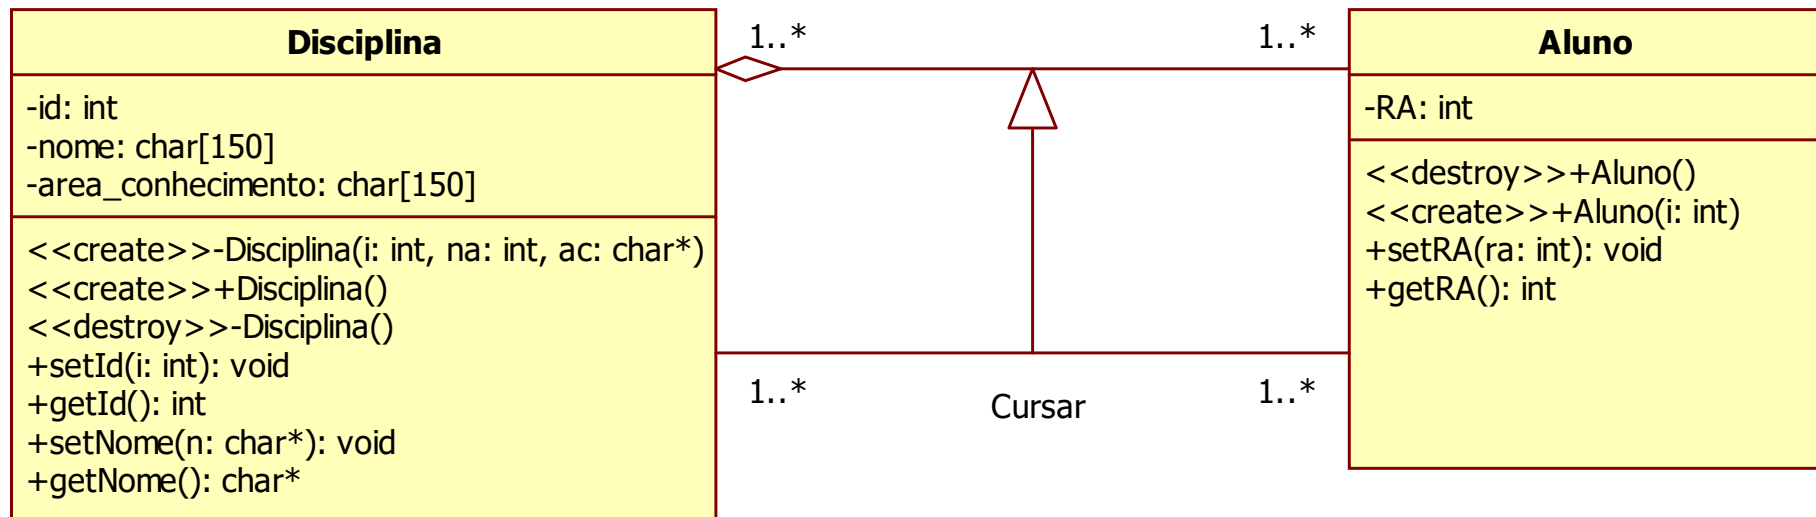 Disciplina
-id: int
-nome: char[150]
-area_conhecimento: char[150]
<<create>>-Disciplina(i: int, na: int, ac: char*)
<<create>>+Disciplina()
<<destroy>>-Disciplina()
+setId(i: int): void
+getId(): int
+setNome(n: char*): void
+getNome(): char*
1..*
1..*
1..*
Cursar
1..*
Aluno
-RA: int
<<destroy>>+Aluno()
<<create>>+Aluno(i: int)
+setRA(ra: int): void
+getRA(): int